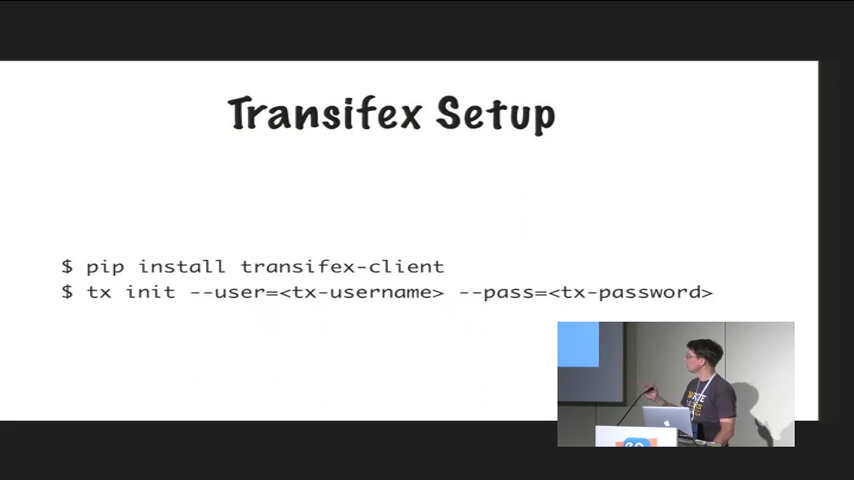 Transifex Setup
$ pip install transifex-client
$ tx init --user=<tx-username> --pass=<tx-password>